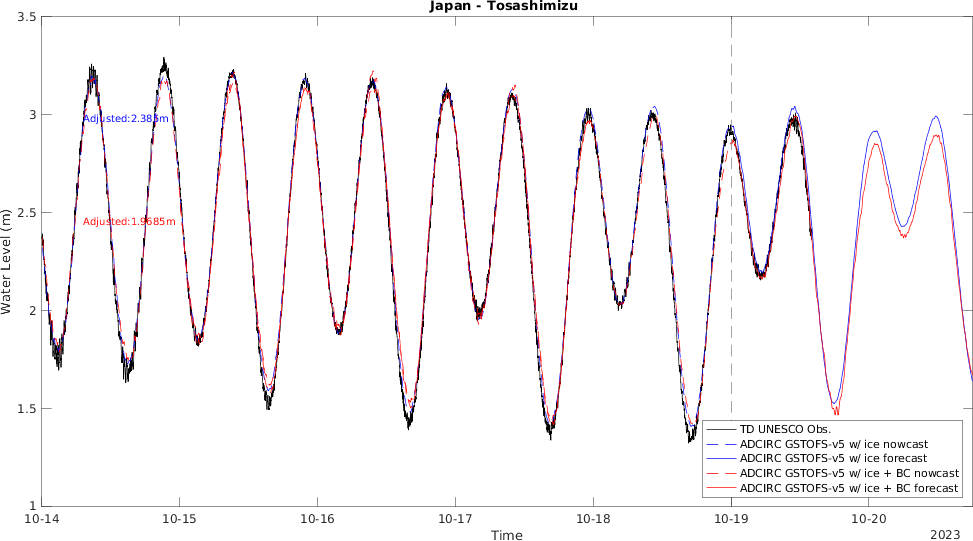 Japan - Tosashimizu
3.5
3
2.5
2
1.5
1
Water Level (m)
Adjusted:2.383m
Adjusted:1.9685m
TD UNESCO Obs.
ADCIRC GSTOFS-v5 w/ ice nowcast
ADCIRC GSTOFS-v5 w/ ice forecast
ADCIRC GSTOFS-v5 w/ ice + BC nowcast
ADCIRC GSTOFS-v5 w/ ice + BC forecast
10-14 10-15 10-16 10-17 10-18 10-19 10-20
Time
2023